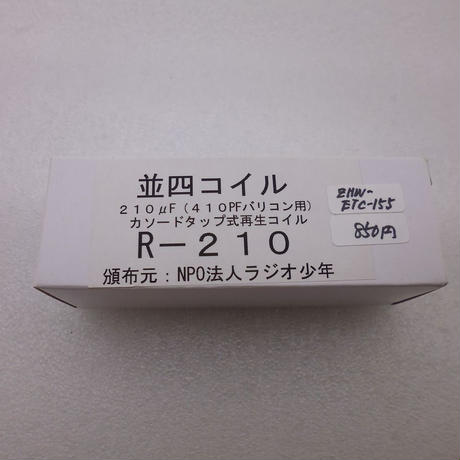 並四コイル
２１０μF（４１０PFバリコン用）
カソードタップ式再生コイル
R－２１０
頒布元：NPO法人ラジオ少年
EHW-
ETC-155
850円